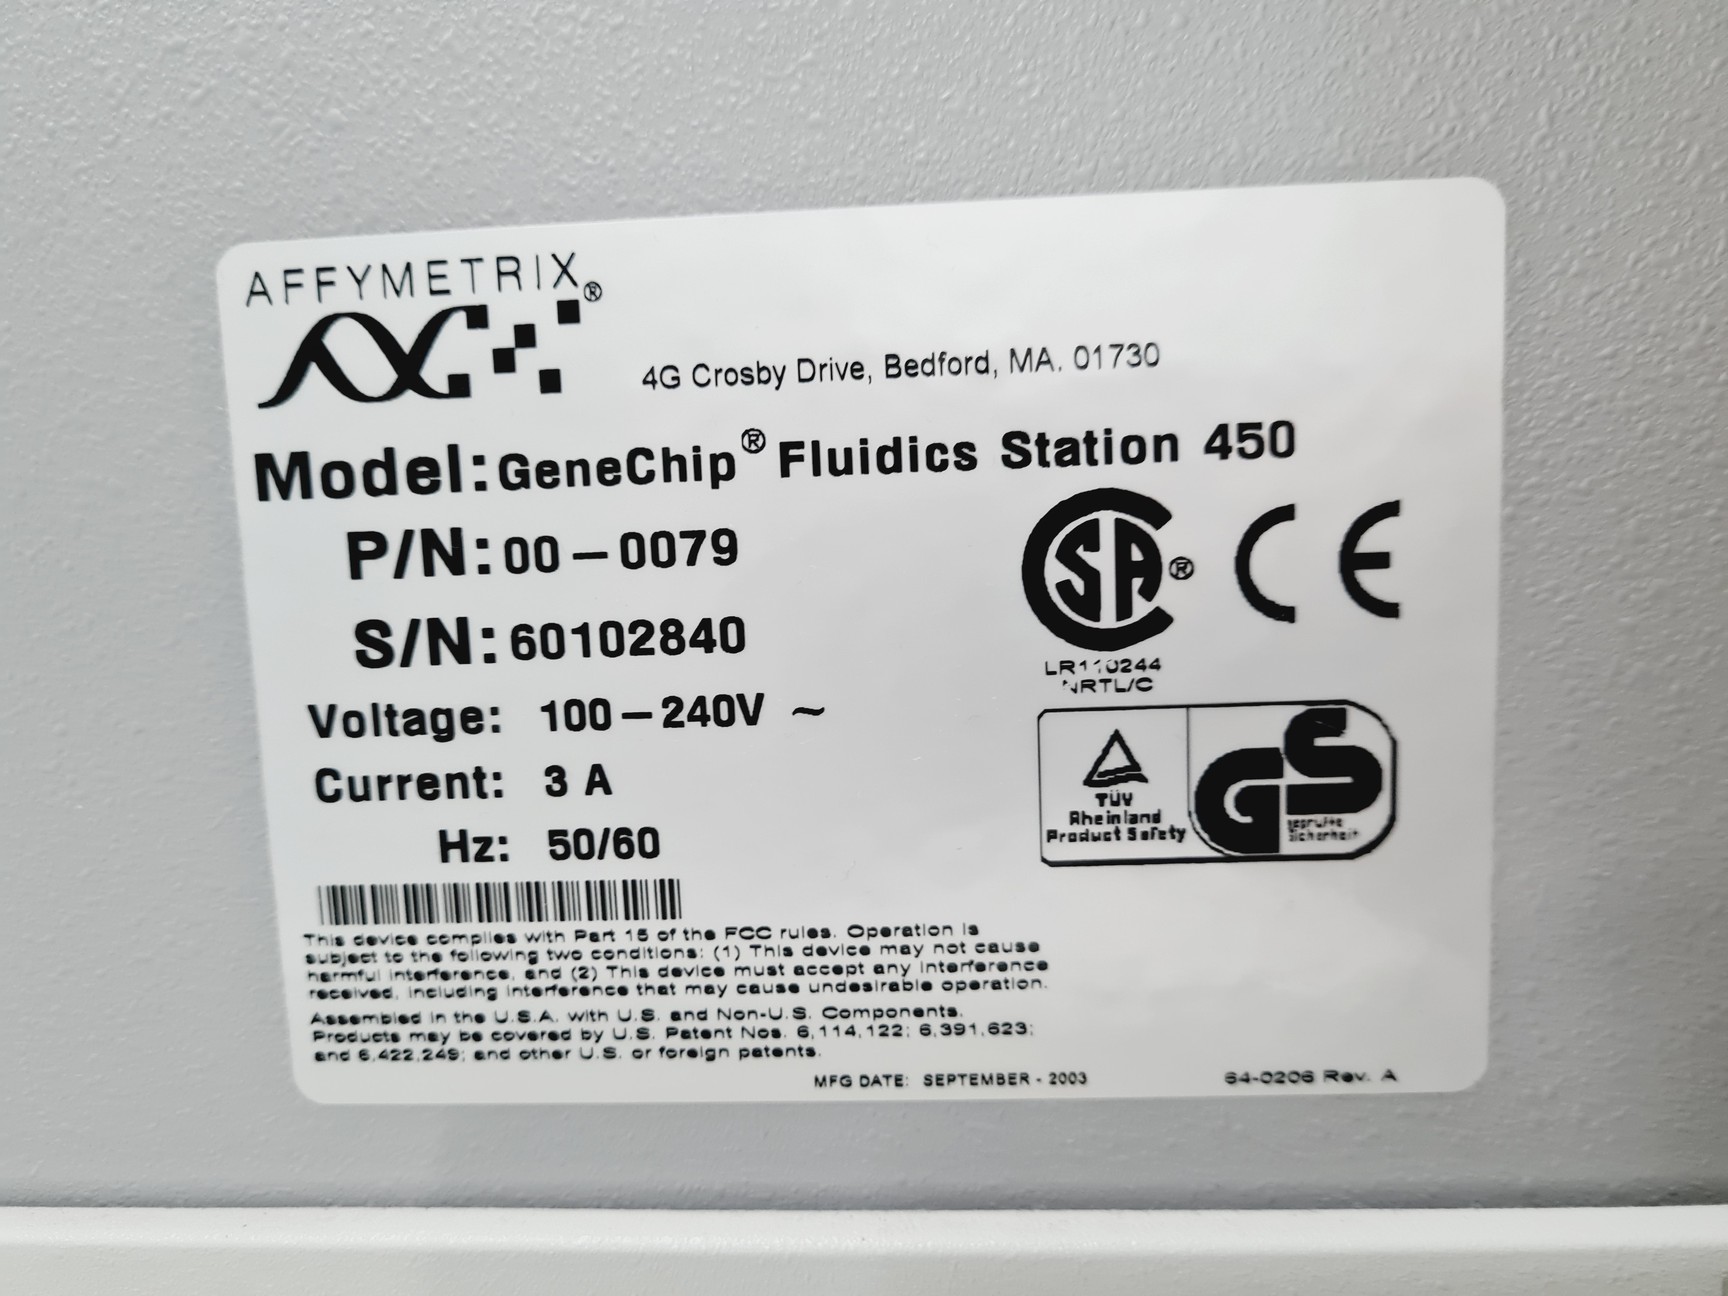 AFFYMETRIX®
4G Crosby Drive, Bedford, MA. 01730
Model: GeneChip® Fluidics Station 450
P/N: 00-0079
S/N: 60102840
Voltage: 100-240V ~
Current: 3 A
Hz: 50/60
CSA® CE
LR110244
NRTL/C
TÜV
Rheinland
Product Safety
GS
geprüfte
Sicherheit
This device complies with Part 15 of the FCC rules. Operation is
subject to the following two conditions: (1) This device may not cause
harmful interference, and (2) This device must accept any interference
received, including interference that may cause undesirable operation.
Assembled in the U.S.A. with U.S. and Non-U.S. Components.
Products may be covered by U.S. Patent Nos. 6,114,122; 6,391,623;
and 6,422,249; and other U.S. or foreign patents.
MFG DATE: SEPTEMBER - 2003
64-0206 Rev. A